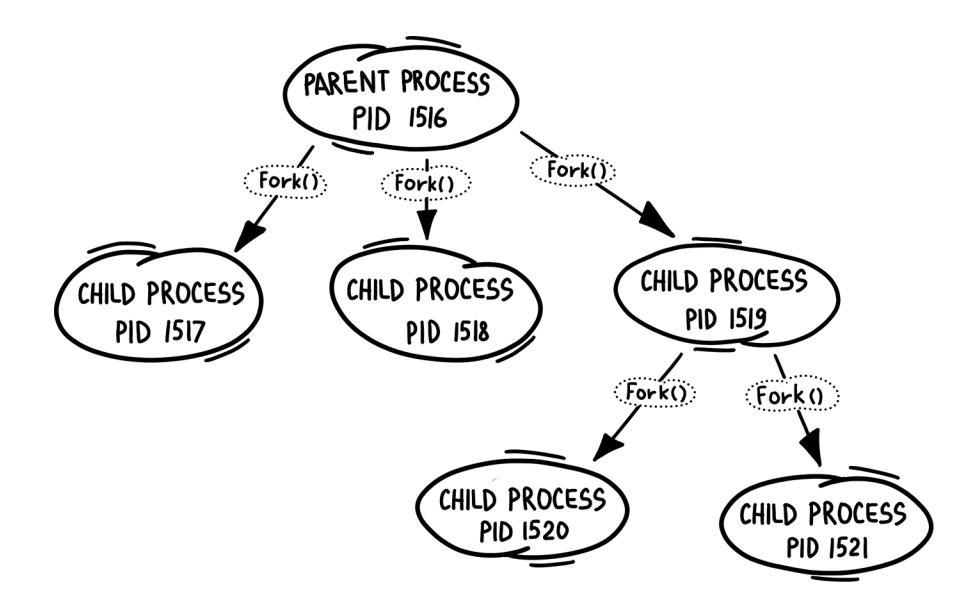 PARENT PROCESS
PID 1516
Fork()
Fork()
Fork()
CHILD PROCESS
PID 1517
CHILD PROCESS
PID 1518
CHILD PROCESS
PID 1519
Fork()
Fork()
CHILD PROCESS
PID 1520
CHILD PROCESS
PID 1521